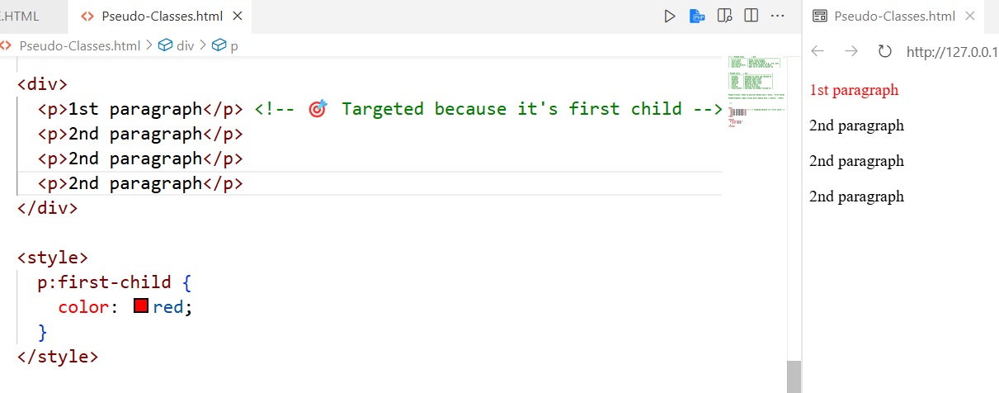 .HTML
Pseudo-Classes.html
Pseudo-Classes.html > div > p
<div>
<p>1st paragraph</p> <!-- 🎯 Targeted because it's first child -->
<p>2nd paragraph</p>
<p>2nd paragraph</p>
<p>2nd paragraph</p>
</div>
<style>
p:first-child {
color: red;
}
</style>
Pseudo-Classes.html
http://127.0.0.1
1st paragraph
2nd paragraph
2nd paragraph
2nd paragraph